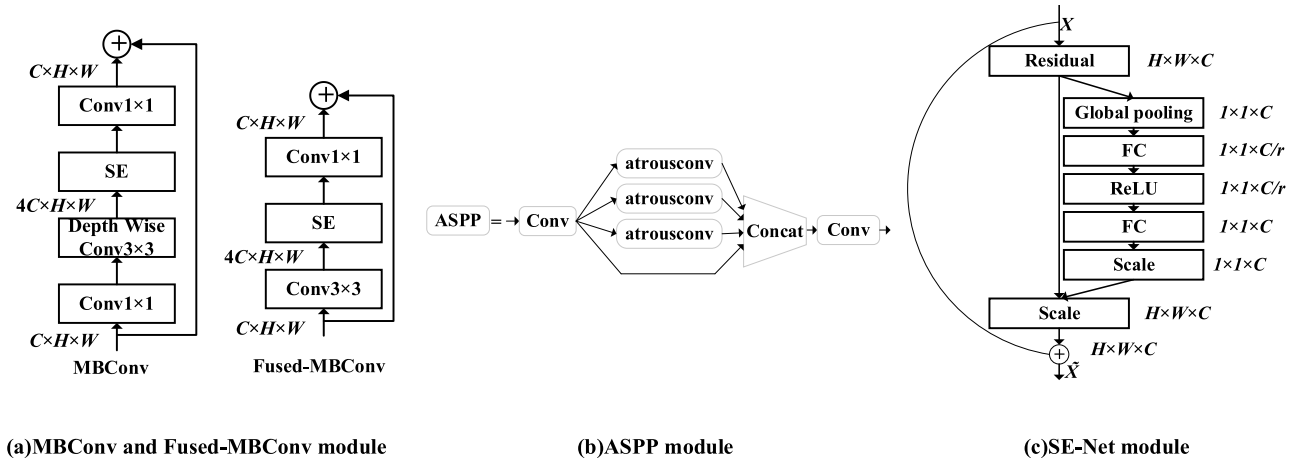 C×H×W
Conv1×1
SE
4C×H×W
Depth Wise
Conv3×3
Conv1×1
C×H×W
MBConv
C×H×W
Conv1×1
SE
4C×H×W
Conv3×3
C×H×W
Fused-MBConv
(a)MBConv and Fused-MBConv module
ASPP
=
Conv
atrousconv
atrousconv
atrousconv
Concat
Conv
(b)ASPP module
X
Residual
H×W×C
Global pooling
1×1×C
FC
1×1×C/r
ReLU
1×1×C/r
FC
1×1×C
Scale
1×1×C
Scale
H×W×C
H×W×C
X̃
(c)SE-Net module